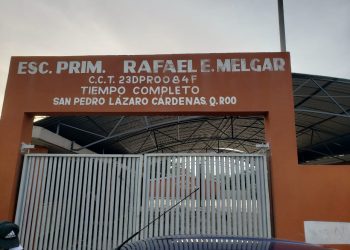 ESC. PRIM. RAFAEL E. MELGAR
C.C.T. 23DPR0084F
TIEMPO COMPLETO
SAN PEDRO LÁZARO CÁRDENAS, Q.ROO